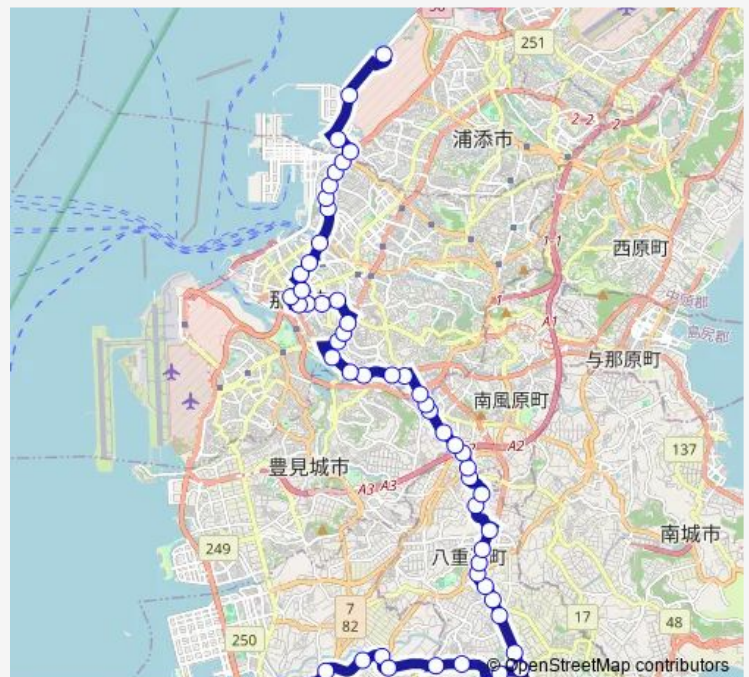 251
浦添市
2-2
2
西原町
1-1
中頭郡
島尻郡
那
1
A1
与那原町
南風原町
A2
豊見城市
A3
A3
137
249
南城市
八重
町
7
82
17
48
250
© OpenStreetMap contributors